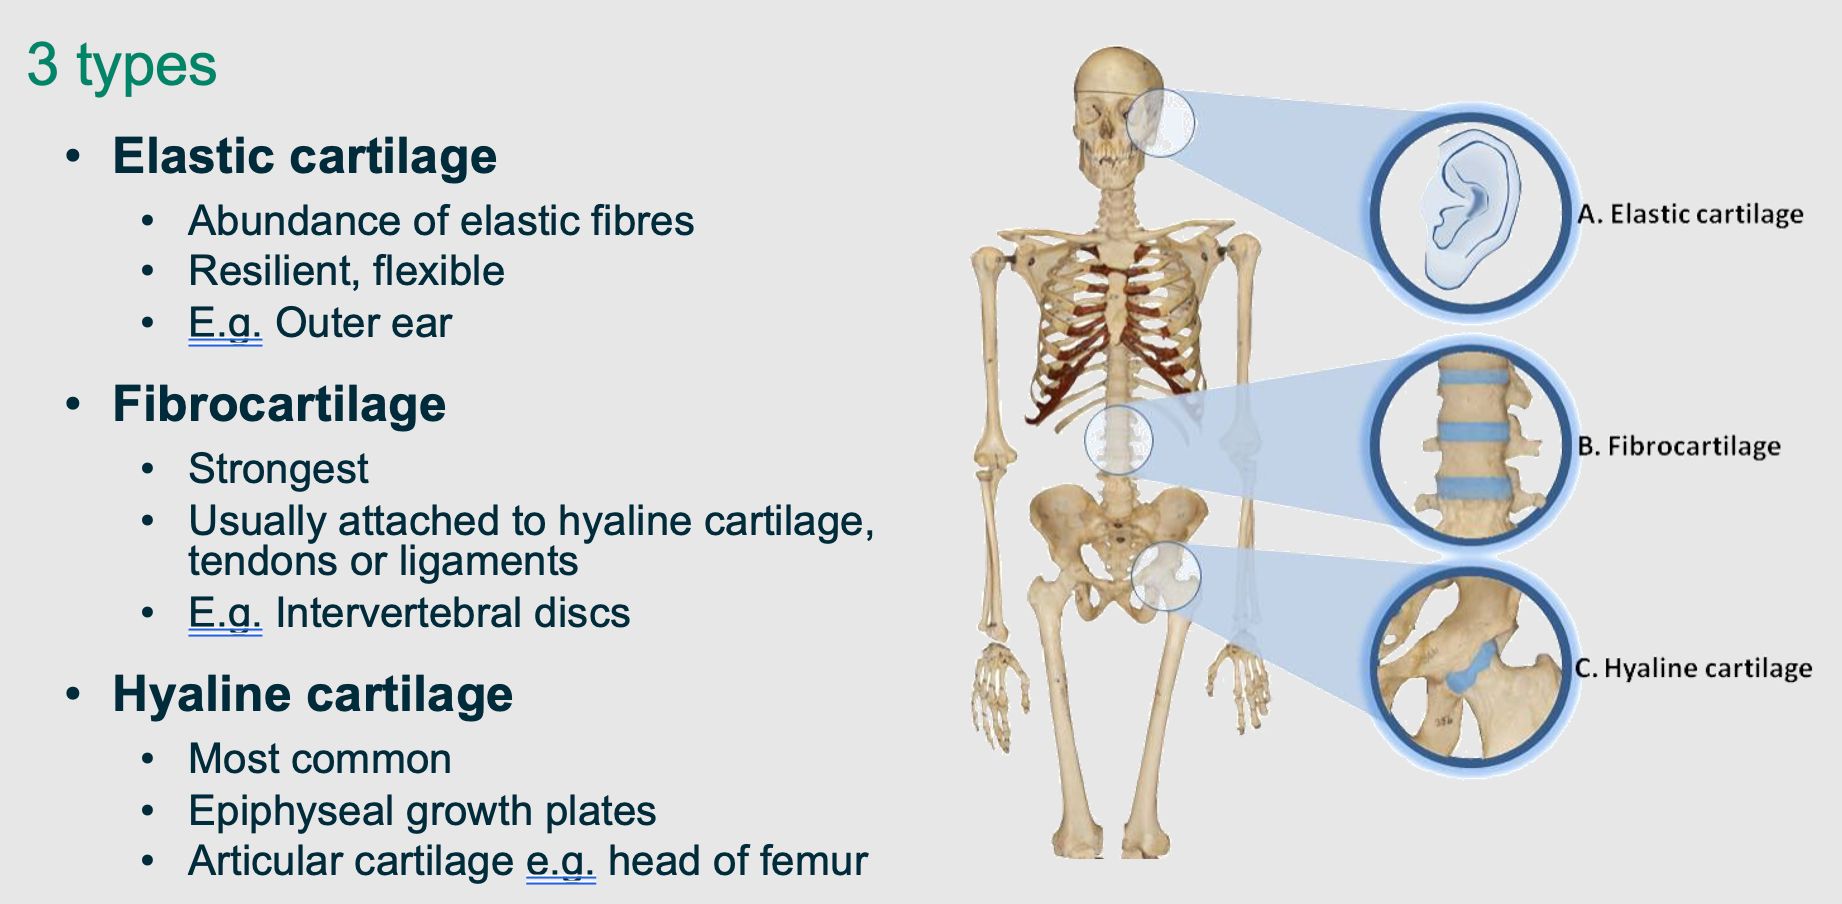 3 types
• Elastic cartilage
• Abundance of elastic fibres
• Resilient, flexible
• E.g. Outer ear
• Fibrocartilage
• Strongest
• Usually attached to hyaline cartilage,
tendons or ligaments
• E.g. Intervertebral discs
• Hyaline cartilage
• Most common
• Epiphyseal growth plates
• Articular cartilage e.g. head of femur
A. Elastic cartilage
B. Fibrocartilage
C. Hyaline cartilage